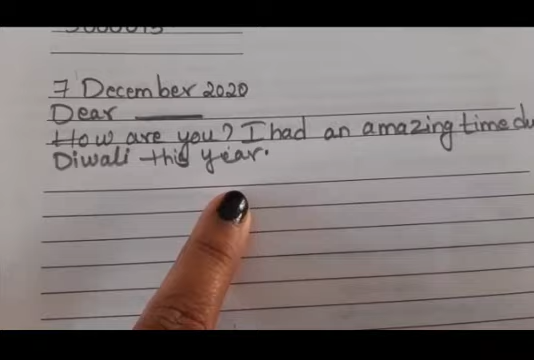 7 December 2020
Dear
How are you? I had an amazing time
Diwali this year.